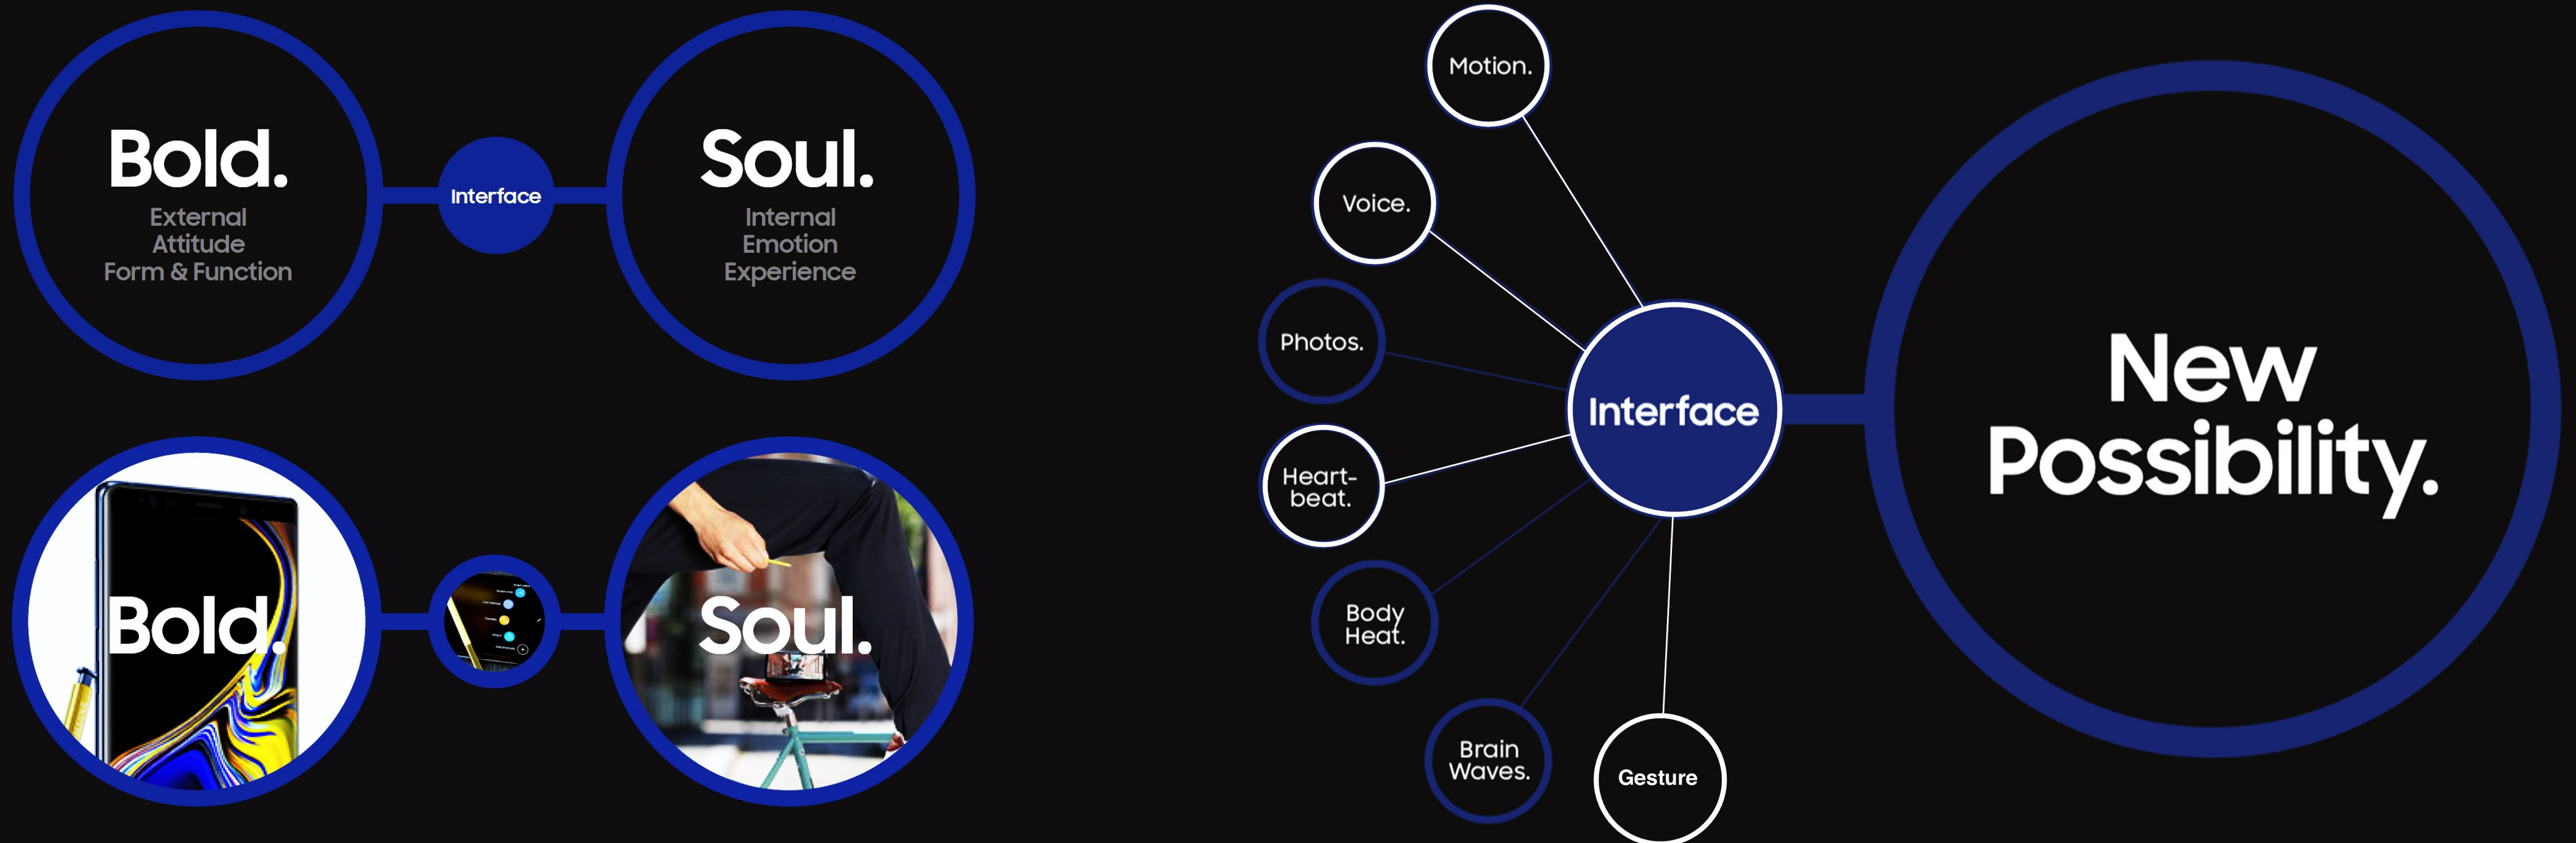 Bold.
External
Attitude
Form & Function
Interface
Soul.
Internal
Emotion
Experience
Bold.
Soul.
Motion.
Voice.
Photos.
Heart-
beat.
Body
Heat.
Brain
Waves.
Gesture
Interface
New
Possibility.